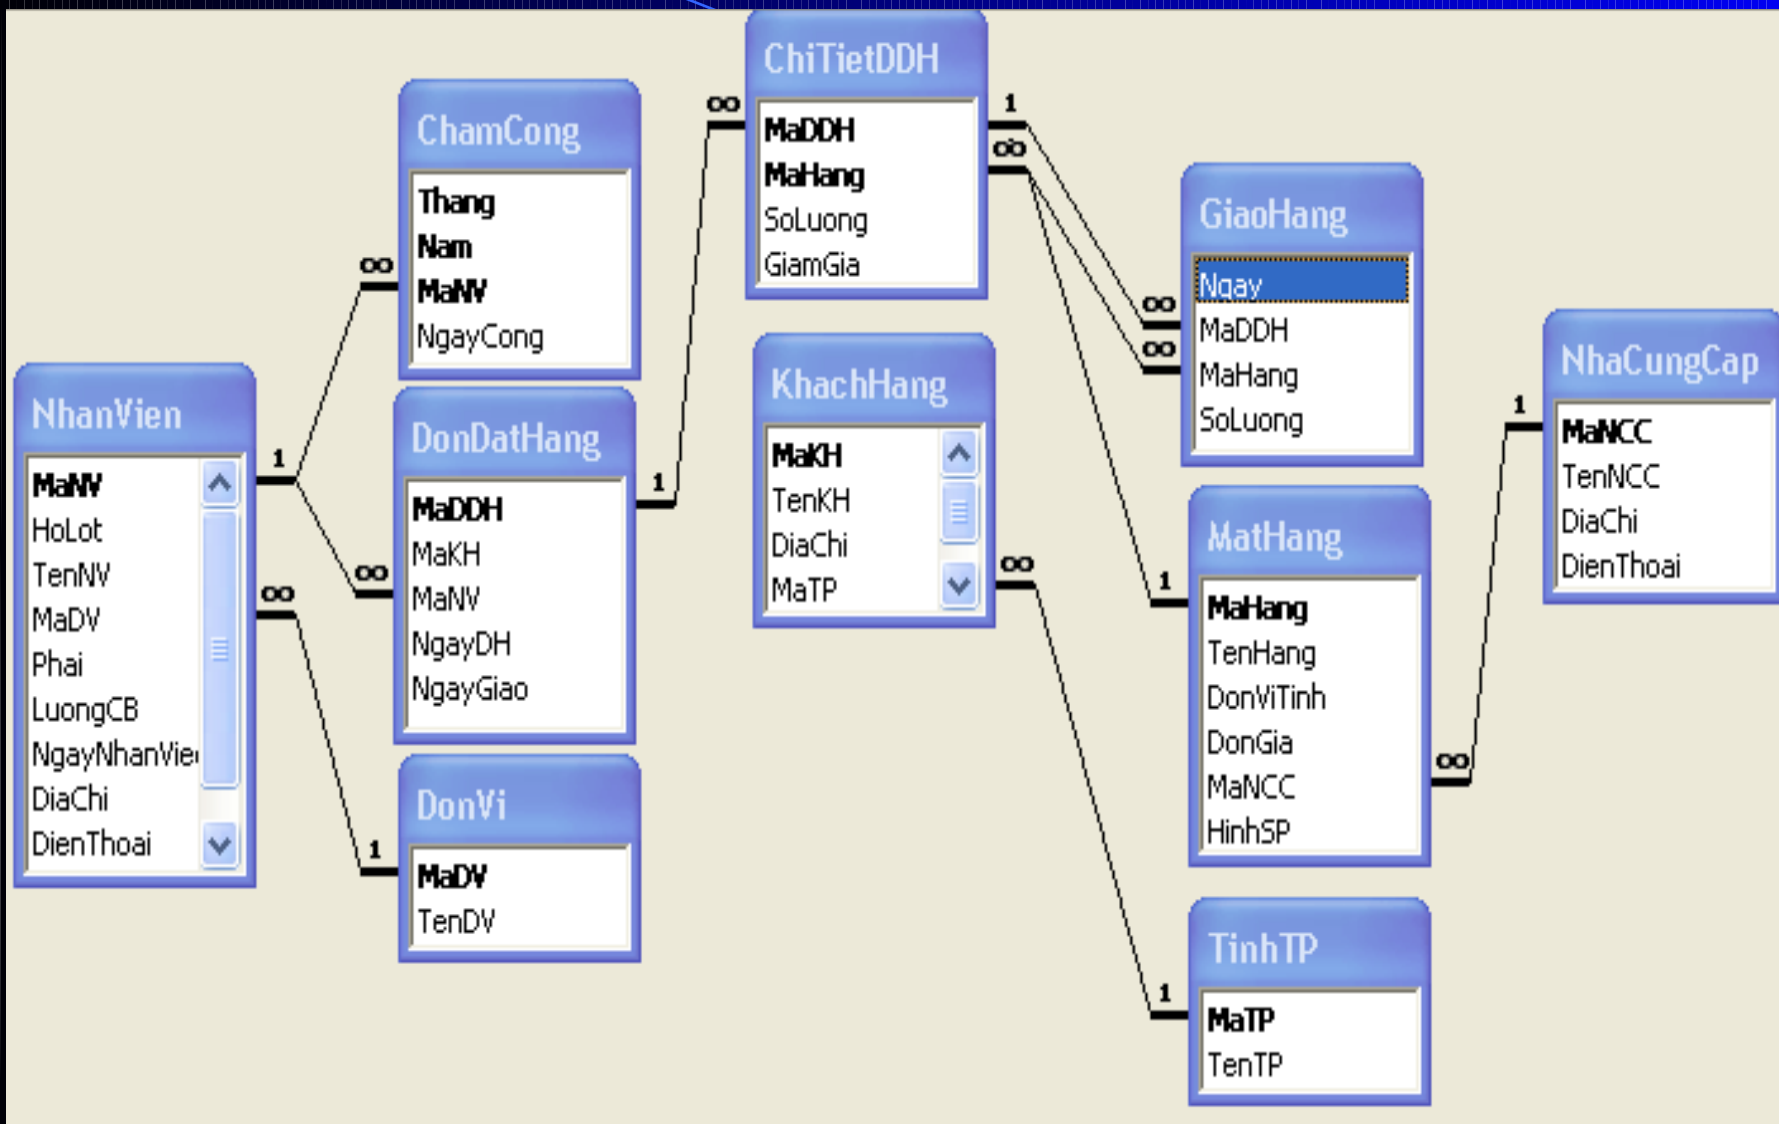 ChiTietDDH
MaDDH
MaHang
SoLuong
GiamGia
ChamCong
Thang
Nam
MaNV
NgayCong
GiaoHang
Ngay
MaDDH
MaHang
SoLuong
NhaCungCap
MaNCC
TenNCC
DiaChi
DienThoai
KhachHang
MaKH
TenKH
DiaChi
MaTP
NhanVien
MaNV
HoLot
TenNV
MaDV
Phai
LuongCB
NgayNhanVie
DiaChi
DienThoai
DonDatHang
MaDDH
MaKH
MaNV
NgayDH
NgayGiao
MatHang
MaHang
TenHang
DonViTinh
DonGia
MaNCC
HinhSP
DonVi
MaDV
TenDV
TinhTP
MaTP
TenTP
∞
1
∞
∞
1
∞
1
∞
∞
1
∞
∞
1
1
∞
∞
1
1